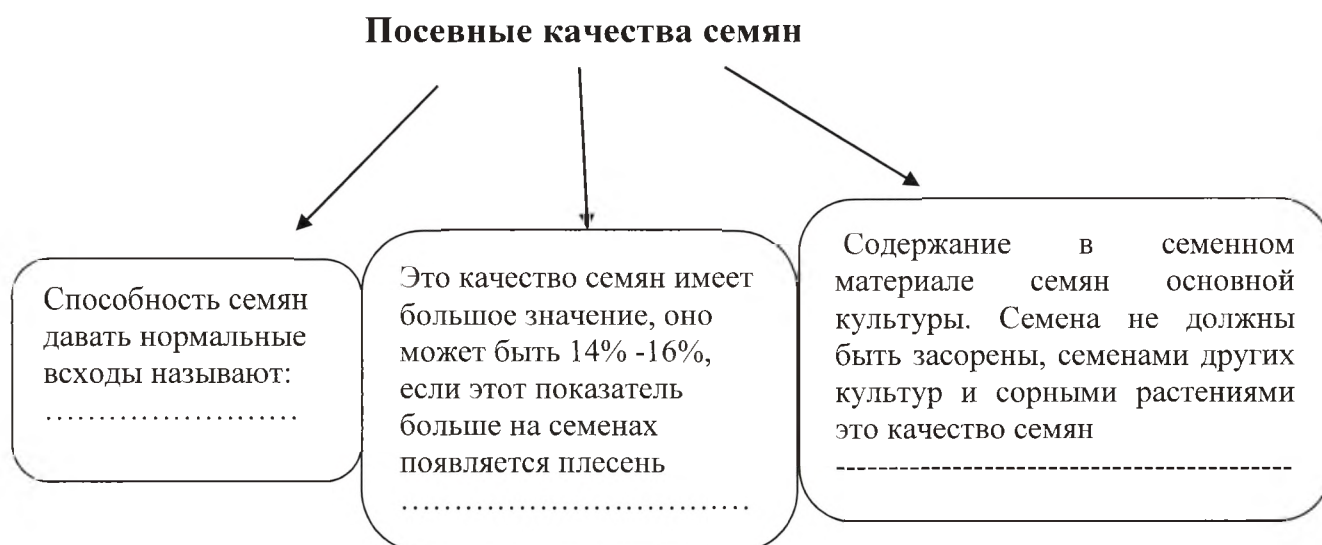 Посевные качества семян
Способность семян
давать нормальные
всходы называют:
........................
Это качество семян имеет
большое значение, оно
может быть 14% -16%,
если этот показатель
больше на семенах
появляется плесень
.................................
Содержание в семенном
материале семян основной
культуры. Семена не должны
быть засорены, семенами других
культур и сорными растениями
это качество семян
--------------------------------------------